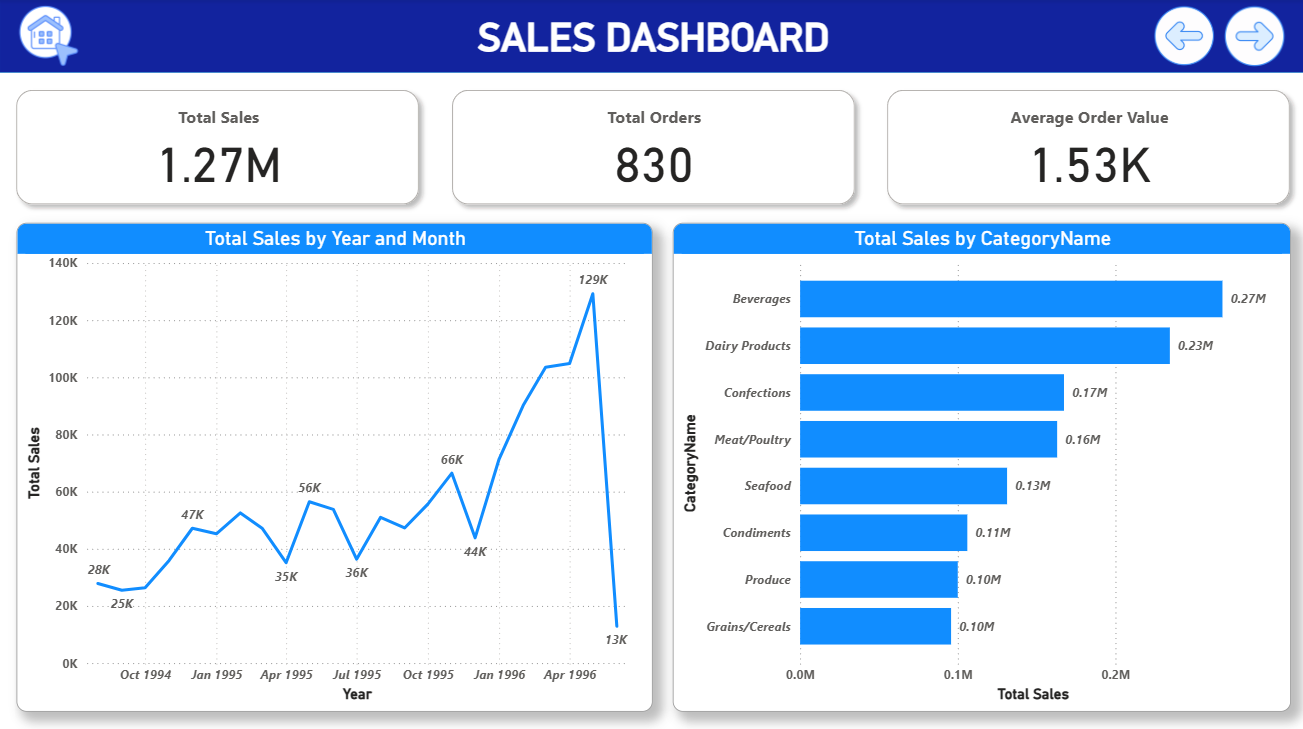 SALES DASHBOARD
Total Sales
1.27M
Total Orders
830
Average Order Value
1.53K
Total Sales by Year and Month
140K
120K
100K
80K
60K
40K
20K
0K
Total Sales
28K
25K
47K
35K
56K
36K
66K
44K
129K
13K
Oct 1994
Jan 1995
Apr 1995
Jul 1995
Oct 1995
Jan 1996
Apr 1996
Year
Total Sales by CategoryName
CategoryName
Beverages 0.27M
Dairy Products 0.23M
Confections 0.17M
Meat/Poultry 0.16M
Seafood 0.13M
Condiments 0.11M
Produce 0.10M
Grains/Cereals 0.10M
0.0M
0.1M
0.2M
Total Sales